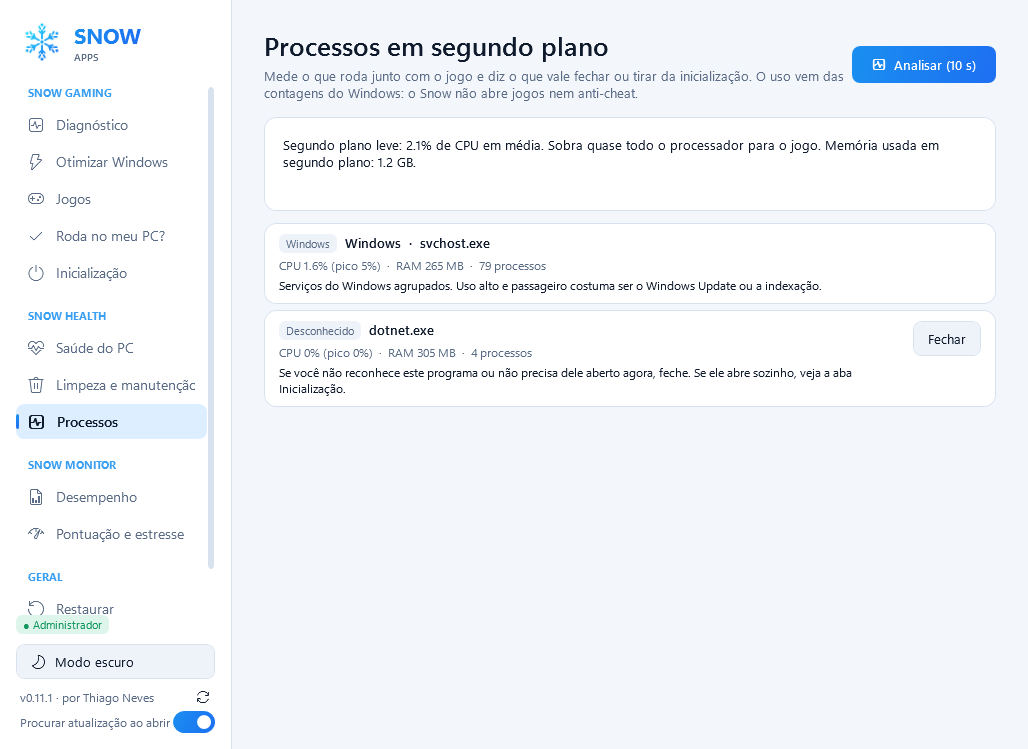 SNOW
APPS
SNOW GAMING
Diagnóstico
Otimizar Windows
Jogos
Roda no meu PC?
Inicialização
SNOW HEALTH
Saúde do PC
Limpeza e manutençã
Processos
SNOW MONITOR
Desempenho
Pontuação e estresse
GERAL
Restaurar
Administrador
Modo escuro
v0.11.1 · por Thiago Neves
Procurar atualização ao abrir
Processos em segundo plano
Mede o que roda junto com o jogo e diz o que vale fechar ou tirar da inicialização. O uso vem das
contagens do Windows: o Snow não abre jogos nem anti-cheat.
Analisar (10 s)
Segundo plano leve: 2.1% de CPU em média. Sobra quase todo o processador para o jogo. Memória usada em
segundo plano: 1.2 GB.
Windows Windows · svchost.exe
CPU 1.6% (pico 5%) · RAM 265 MB · 79 processos
Serviços do Windows agrupados. Uso alto e passageiro costuma ser o Windows Update ou a indexação.
Desconhecido dotnet.exe
CPU 0% (pico 0%) · RAM 305 MB · 4 processos
Se você não reconhece este programa ou não precisa dele aberto agora, feche. Se ele abre sozinho, veja a aba
Inicialização.
Fechar